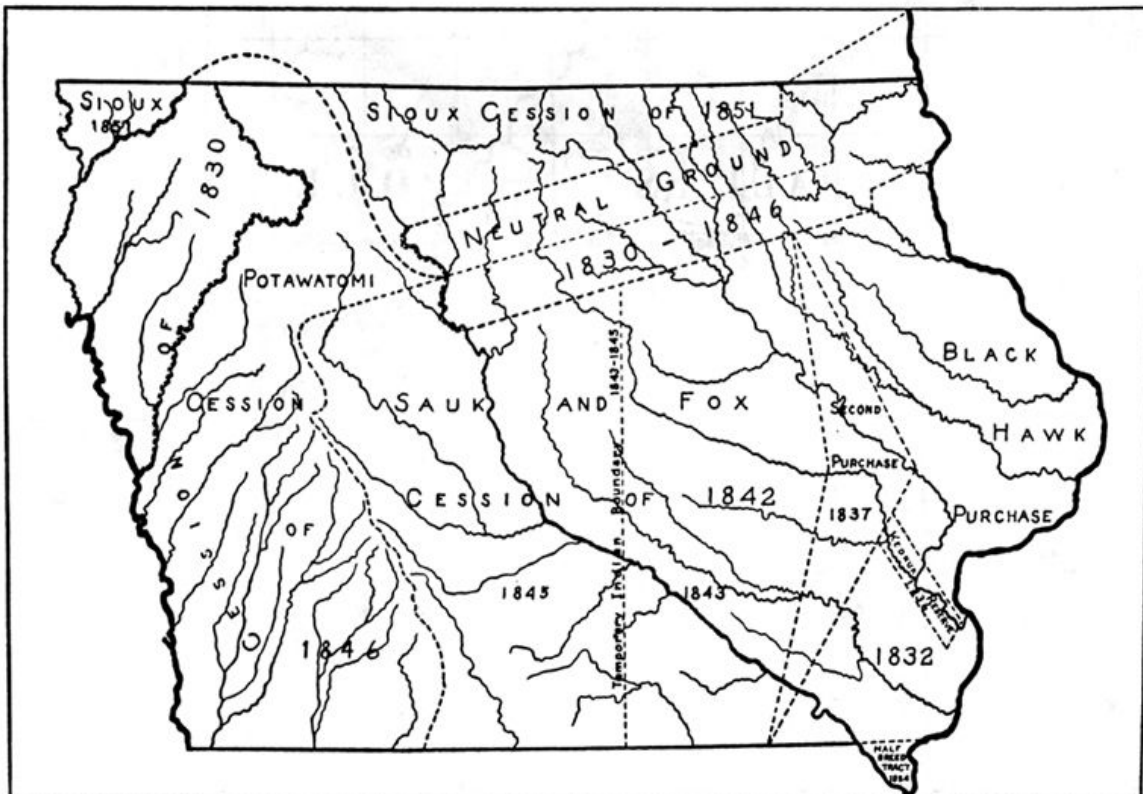 SIOUX
1851
SIOUX CESSION OF 1851
CESSION OF 1830
NEUTRAL GROUND
1830 - 1846
POTAWATOMI
CESSION
OF
1846
SAUK AND FOX
CESSION OF 1842
Temporary Indian Boundary 1843-1845
1845
1843
BLACK
HAWK
PURCHASE
1832
SECOND
PURCHASE
1837
KEOKUK
RESERVE
HALF
BREED
TRACT